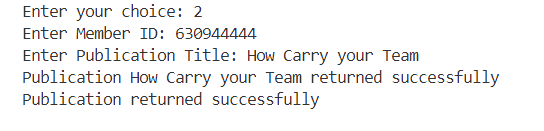 Enter your choice: 2
Enter Member ID: 630944444
Enter Publication Title: How Carry your Team
Publication How Carry your Team returned successfully
Publication returned successfully